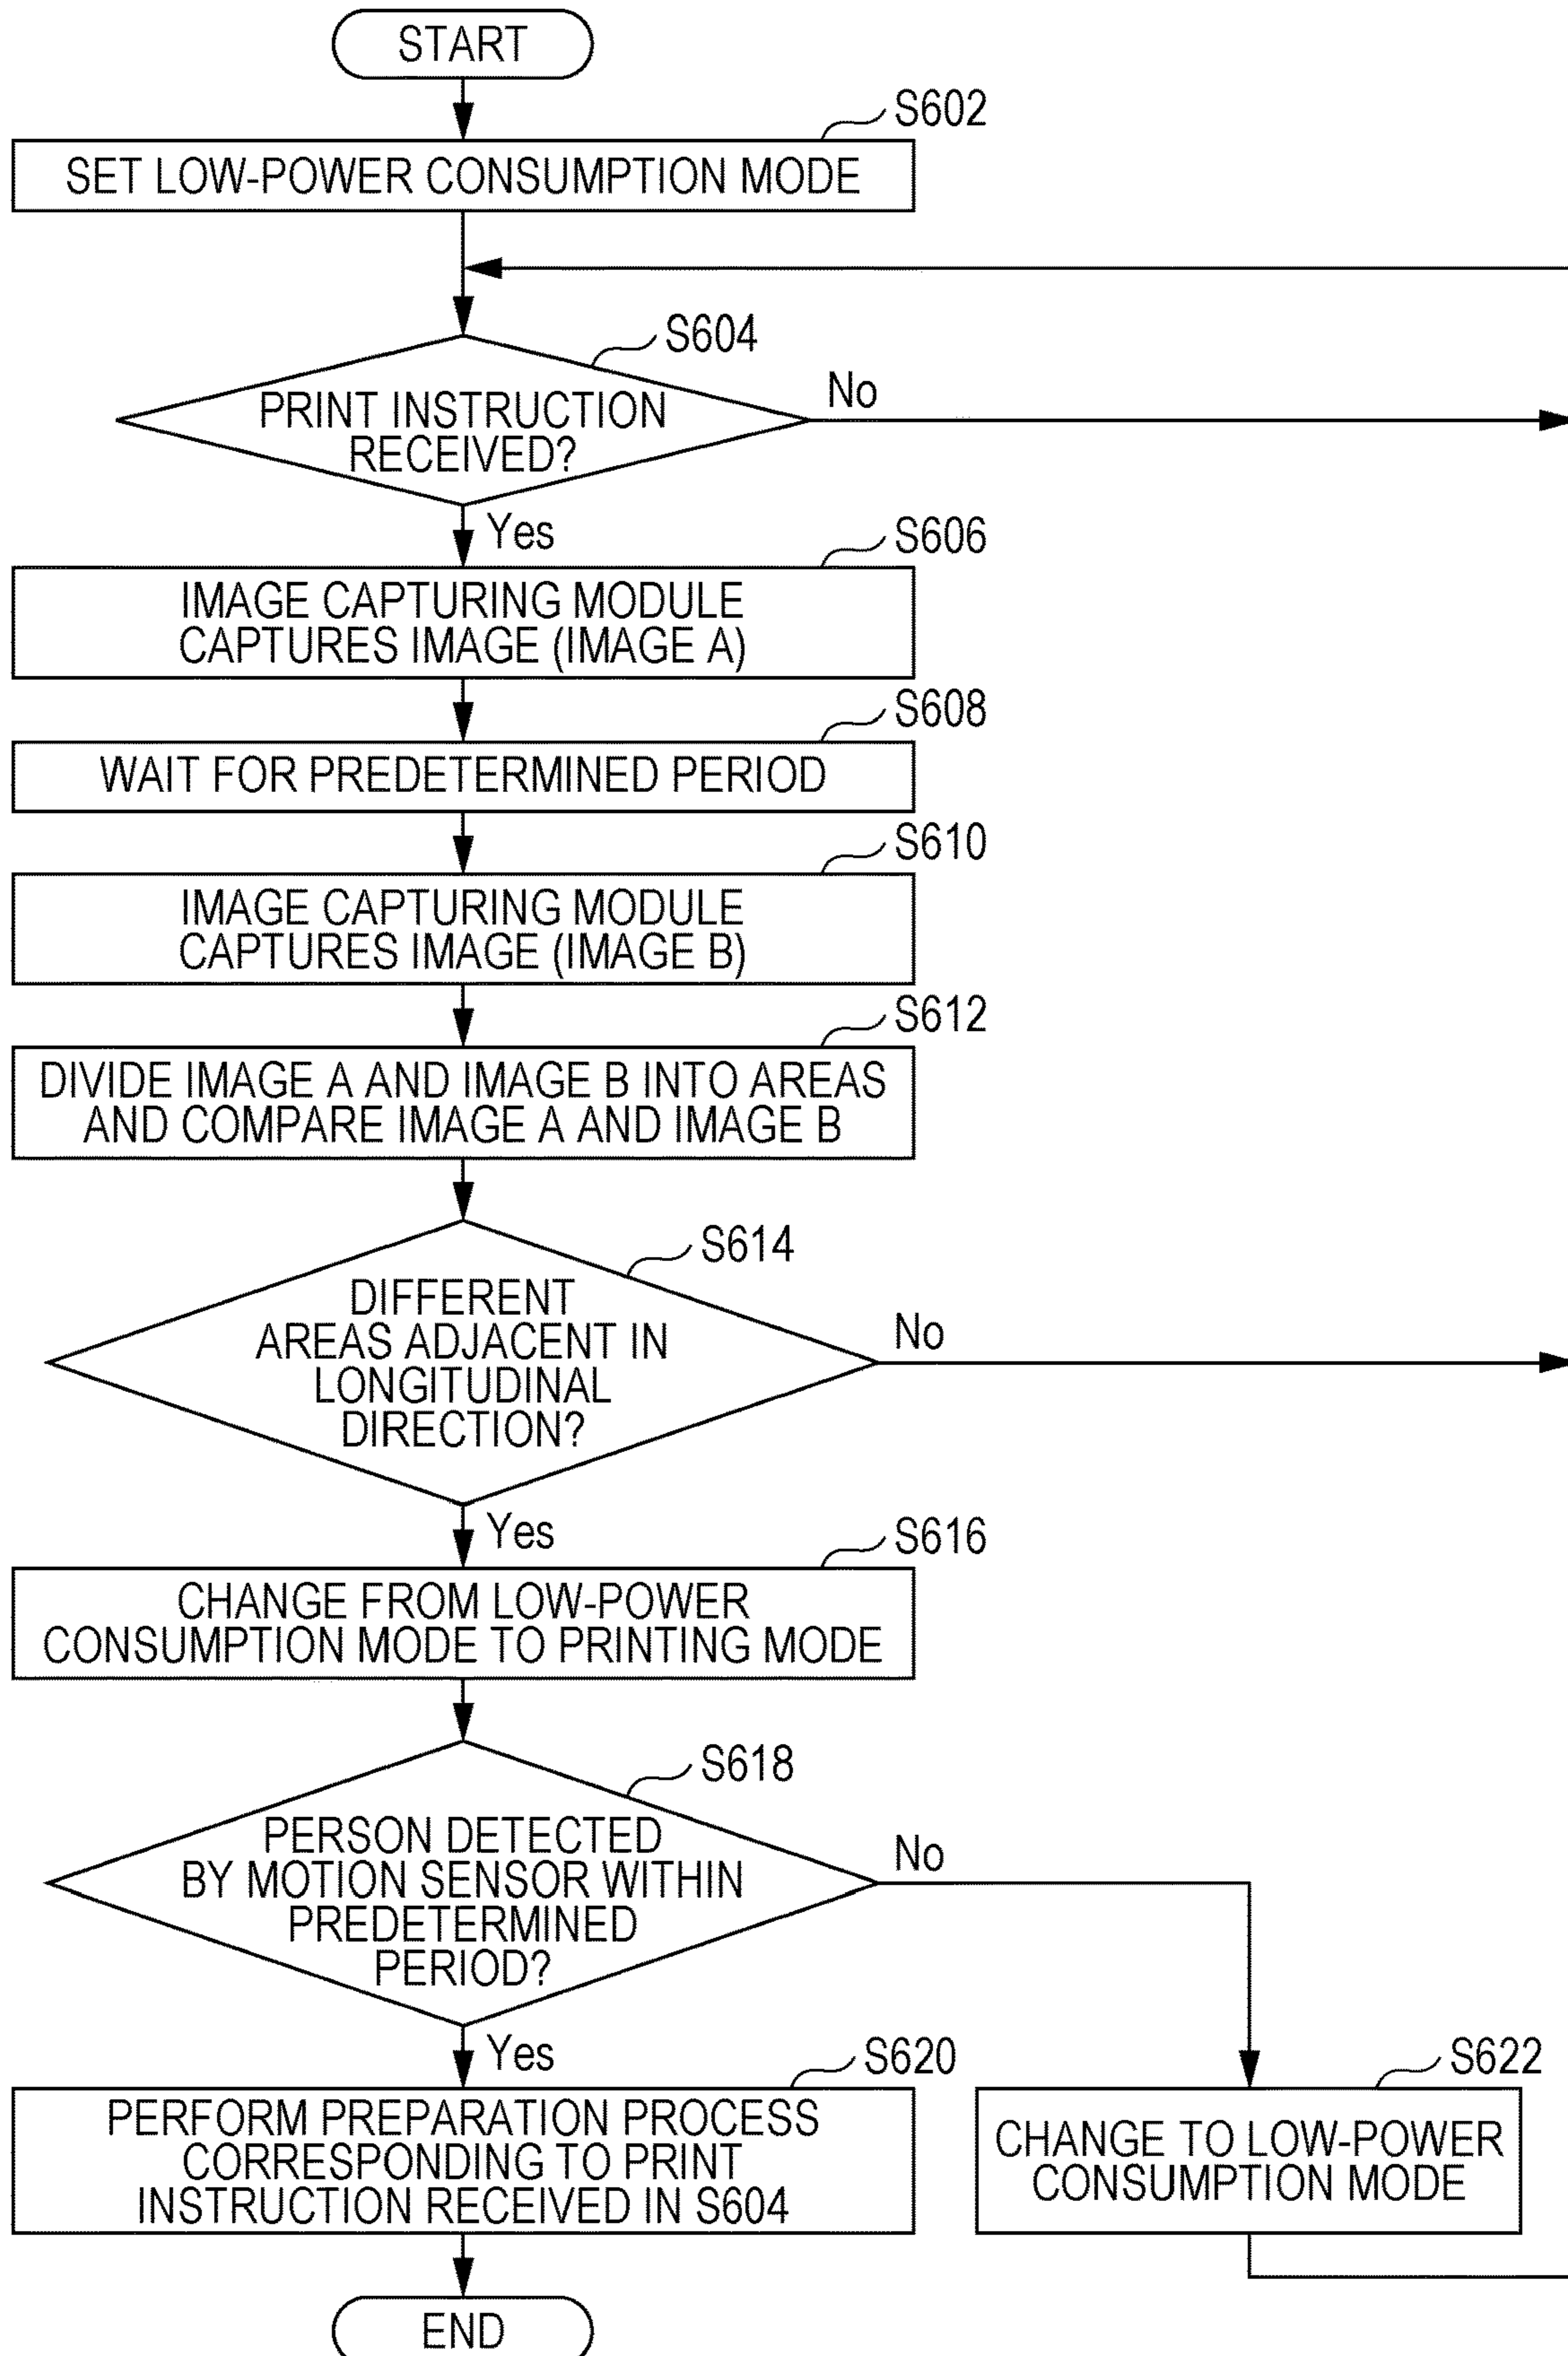 START
S602
SET LOW-POWER CONSUMPTION MODE
S604
PRINT INSTRUCTION
RECEIVED?
No
Yes
S606
IMAGE CAPTURING MODULE
CAPTURES IMAGE (IMAGE A)
S608
WAIT FOR PREDETERMINED PERIOD
S610
IMAGE CAPTURING MODULE
CAPTURES IMAGE (IMAGE B)
S612
DIVIDE IMAGE A AND IMAGE B INTO AREAS
AND COMPARE IMAGE A AND IMAGE B
S614
DIFFERENT
AREAS ADJACENT IN
LONGITUDINAL
DIRECTION?
No
Yes
S616
CHANGE FROM LOW-POWER
CONSUMPTION MODE TO PRINTING MODE
S618
PERSON DETECTED
BY MOTION SENSOR WITHIN
PREDETERMINED
PERIOD?
No
Yes
S620
PERFORM PREPARATION PROCESS
CORRESPONDING TO PRINT
INSTRUCTION RECEIVED IN S604
S622
CHANGE TO LOW-POWER
CONSUMPTION MODE
END